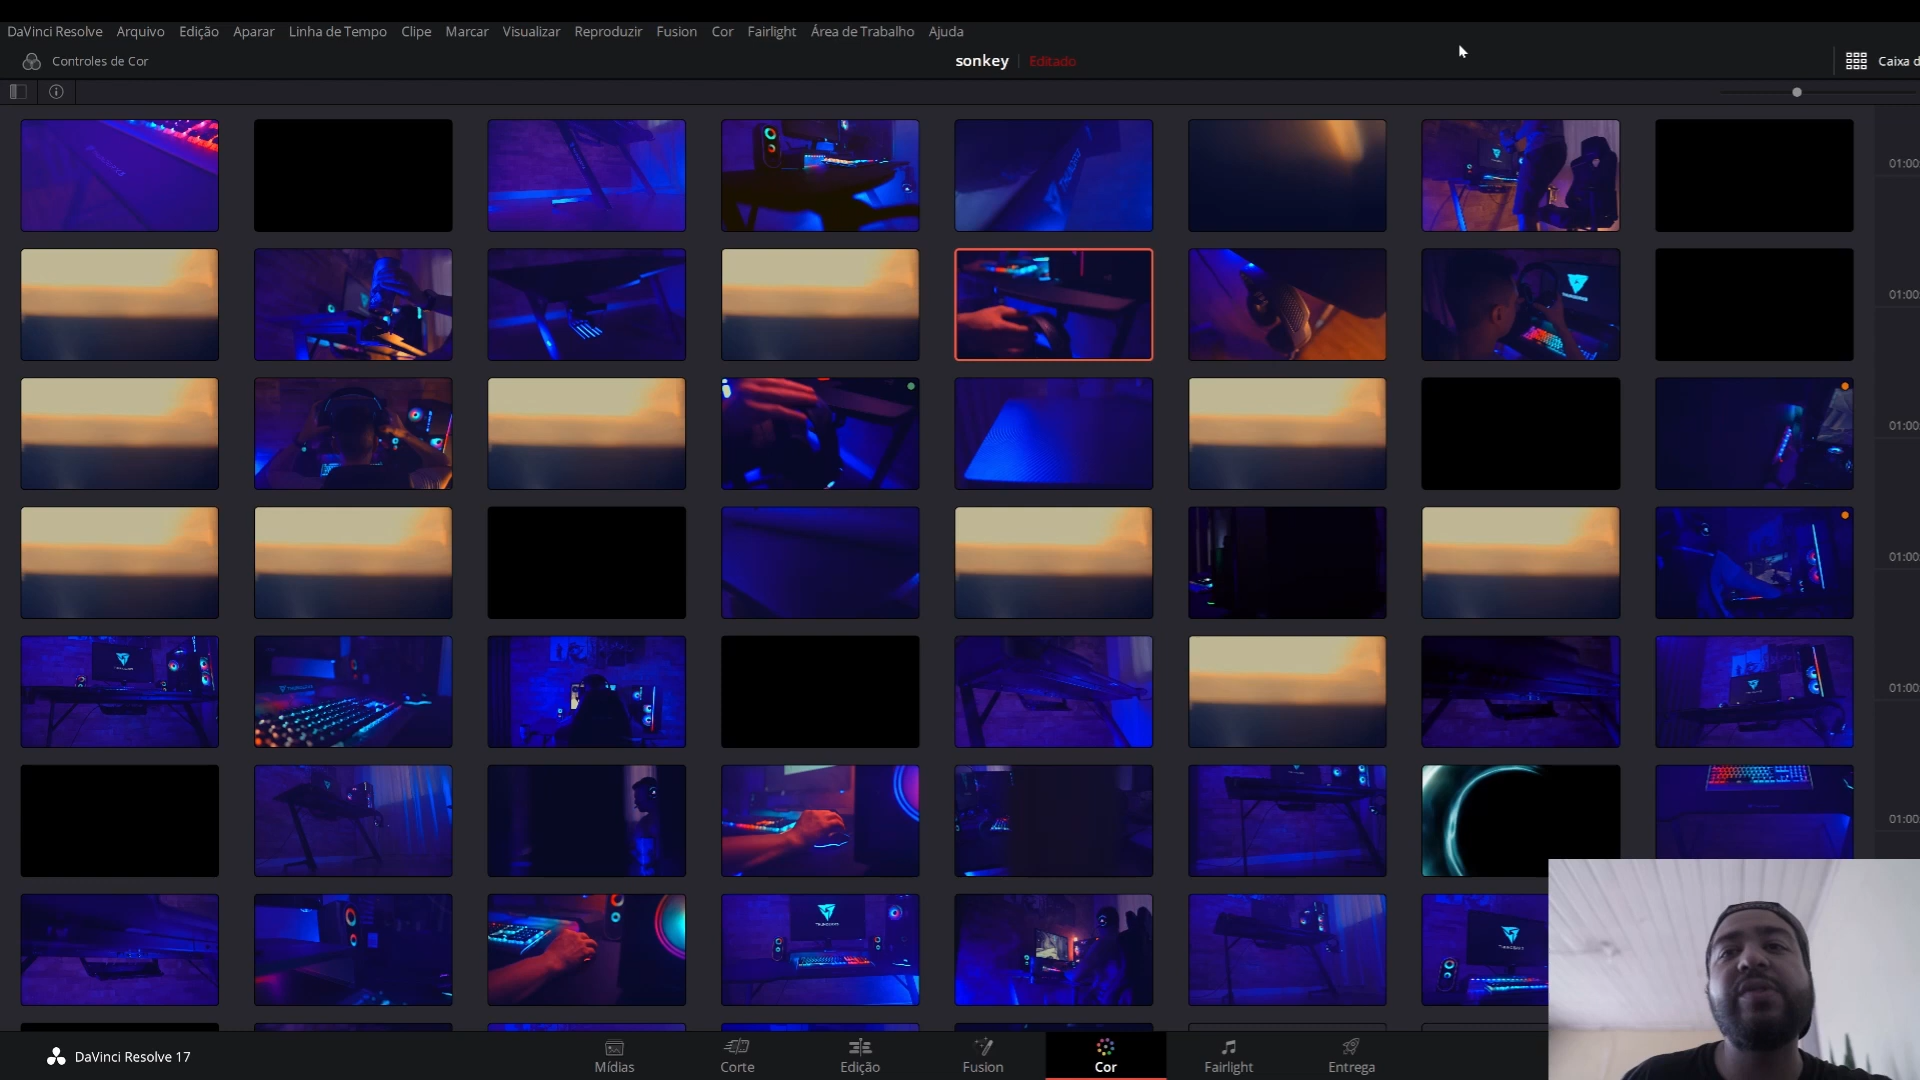 DaVinci Resolve Arquivo Edição Aparar Linha de Tempo Clipe Marcar Visualizar Reproduzir Fusion Cor Fairlight Área de Trabalho Ajuda
Controles de Cor
sonkey Editado
Caixa d
01:00
01:00
01:00
01:00
01:00
01:00
DaVinci Resolve 17
Mídias Corte Edição Fusion Cor Fairlight Entrega